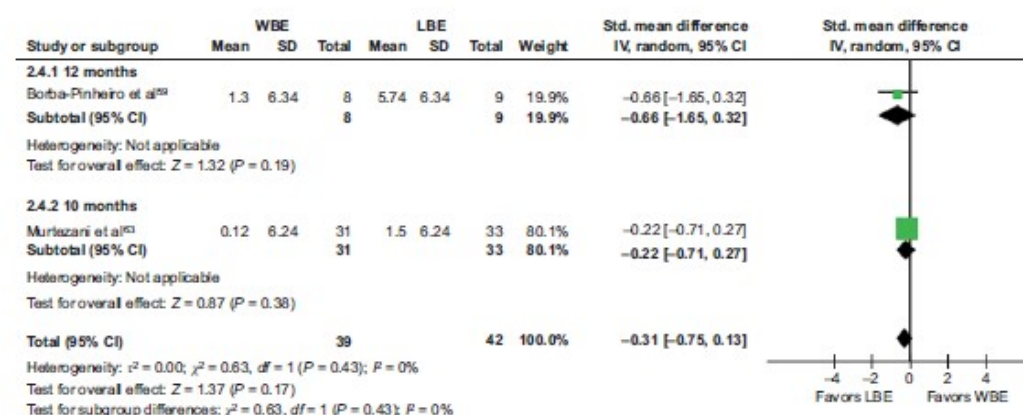 WBE LBE Std. mean difference Std. mean difference
Study or subgroup Mean SD Total Mean SD Total Weight IV, random, 95% CI IV, random, 95% CI
2.4.1 12 months
Borba-Pinheiro et al⁵⁹ 1.3 6.34 8 5.74 6.34 9 19.9% −0.66 [−1.65, 0.32]
Subtotal (95% CI) 8 9 19.9% −0.66 [−1.65, 0.32]
Heterogeneity: Not applicable
Test for overall effect: Z = 1.32 (P = 0.19)
2.4.2 10 months
Murtezani et al⁶³ 0.12 6.24 31 1.5 6.24 33 80.1% −0.22 [−0.71, 0.27]
Subtotal (95% CI) 31 33 80.1% −0.22 [−0.71, 0.27]
Heterogeneity: Not applicable
Test for overall effect: Z = 0.87 (P = 0.38)
Total (95% CI) 39 42 100.0% −0.31 [−0.75, 0.13]
Heterogeneity: τ² = 0.00; χ² = 0.63, df = 1 (P = 0.43); I² = 0%
Test for overall effect: Z = 1.37 (P = 0.17)
Test for subgroup differences: χ² = 0.63, df = 1 (P = 0.43); I² = 0%
−4 −2 0 2 4
Favors LBE Favors WBE